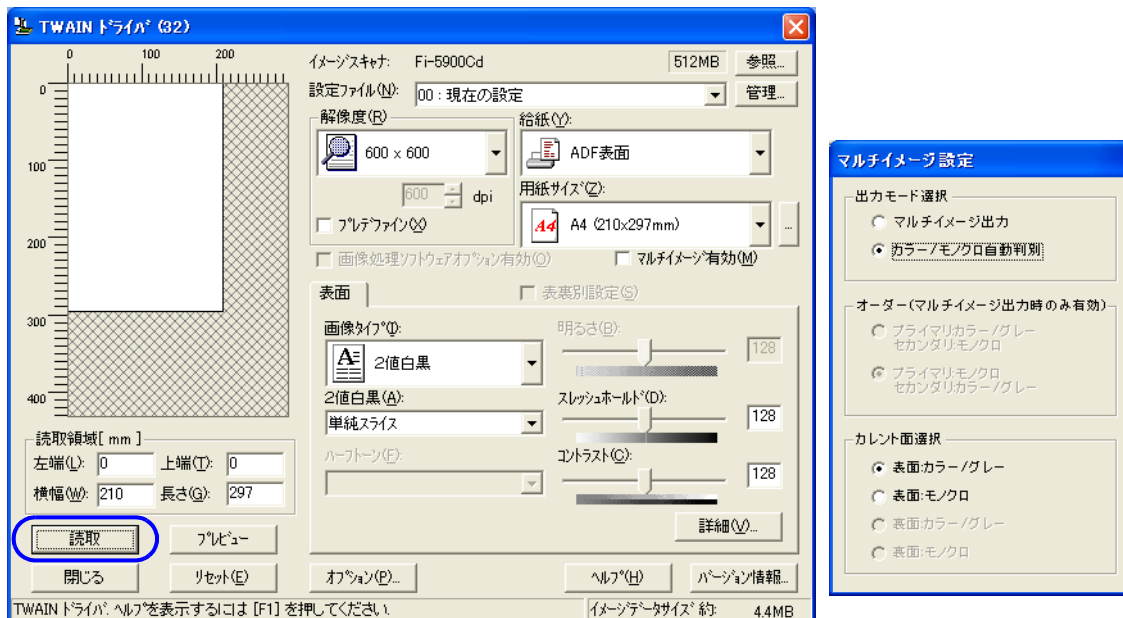 TWAIN ドライバ (32)
0 100 200
0
100
200
300
400
イメージスキャナ: Fi-5900Cd 512MB 参照...
設定ファイル(N): 00 : 現在の設定 管理...
解像度(R)
600 × 600
600 dpi
プレデファイン(X)
給紙(Y):
ADF表面
用紙サイズ(Z):
A4 A4 (210x297mm) ...
画像処理ソフトウェアオプション有効(O) マルチイメージ有効(M)
表面 表裏別設定(S)
画像タイプ(I):
2値白黒
2値白黒(A):
単純スライス
ハーフトーン(F):
明るさ(B):
128
スレッシュホールド(D):
128
コントラスト(C):
128
詳細(V)...
読取領域[ mm ]
左端(L): 0 上端(T): 0
横幅(W): 210 長さ(G): 297
読取 プレビュー
閉じる リセット(E) オプション(P)... ヘルプ(H) バージョン情報...
TWAIN ドライバ. ヘルプを表示するには [F1] を押してください. イメージデータサイズ 約: 4.4MB
マルチイメージ設定
出力モード選択
マルチイメージ出力
カラー/モノクロ自動判別
オーダー(マルチイメージ出力時のみ有効)
プライマリ:カラー/グレー
セカンダリ:モノクロ
プライマリ:モノクロ
セカンダリ:カラー/グレー
カレント面選択
表面:カラー/グレー
表面:モノクロ
裏面:カラー/グレー
裏面:モノクロ